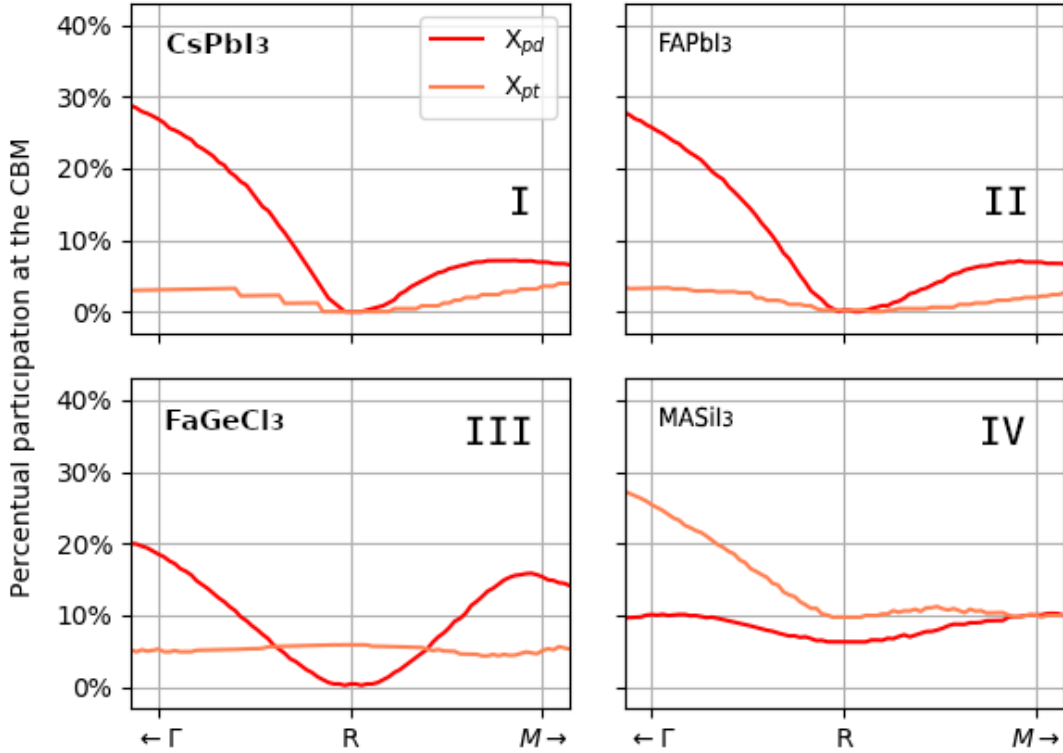 Percentual participation at the CBM
40%
30%
20%
10%
0%
CsPbI₃
X_pd
X_pt
I
FAPbI₃
II
40%
30%
20%
10%
0%
FaGeCl₃
III
MASiI₃
IV
←Γ R M→
←Γ R M→